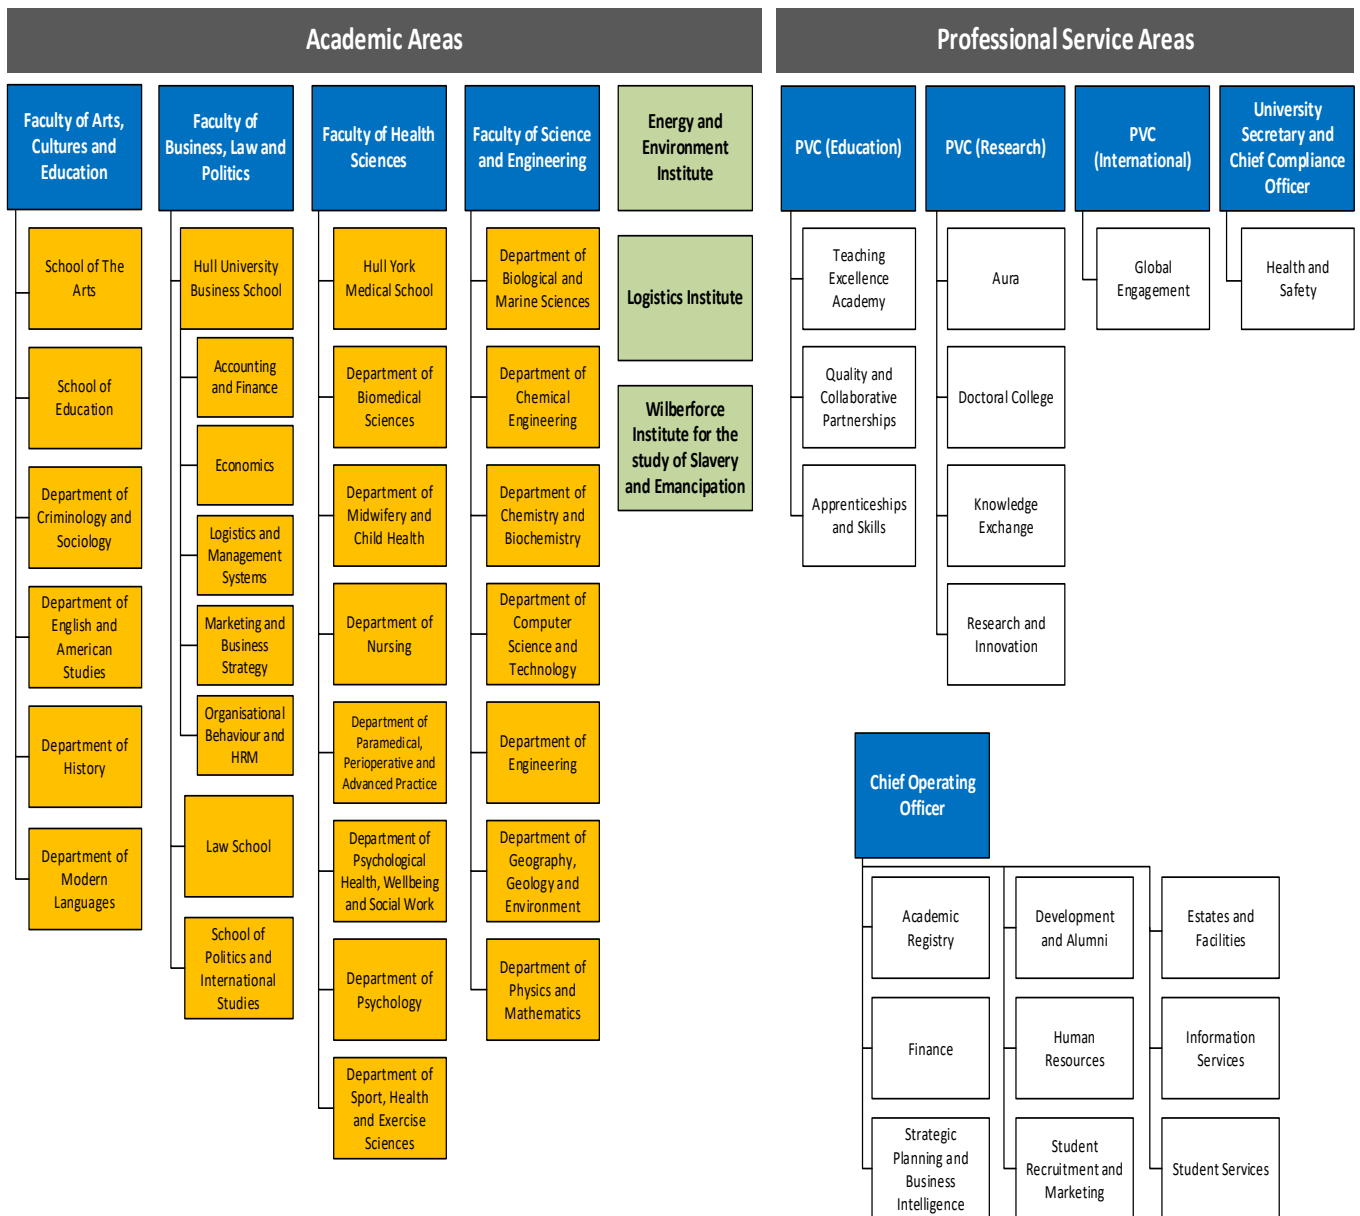 Academic Areas
Professional Service Areas
Faculty of Arts,
Cultures and
Education
School of The
Arts
School of
Education
Department of
Criminology and
Sociology
Department of
English and
American
Studies
Department of
History
Department of
Modern
Languages
Faculty of
Business, Law and
Politics
Hull University
Business School
Accounting
and Finance
Economics
Logistics and
Management
Systems
Marketing and
Business
Strategy
Organisational
Behaviour and
HRM
Law School
School of
Politics and
International
Studies
Faculty of Health
Sciences
Hull York
Medical School
Department of
Biomedical
Sciences
Department of
Midwifery and
Child Health
Department of
Nursing
Department of
Paramedical,
Perioperative and
Advanced Practice
Department of
Psychological
Health, Wellbeing
and Social Work
Department of
Psychology
Department of
Sport, Health
and Exercise
Sciences
Faculty of Science
and Engineering
Department of
Biological and
Marine Sciences
Department of
Chemical
Engineering
Department of
Chemistry and
Biochemistry
Department of
Computer
Science and
Technology
Department of
Engineering
Department of
Geography,
Geology and
Environment
Department of
Physics and
Mathematics
Energy and
Environment
Institute
Logistics Institute
Wilberforce
Institute for the
study of Slavery
and Emancipation
PVC (Education)
Teaching
Excellence
Academy
Quality and
Collaborative
Partnerships
Apprenticeships
and Skills
PVC (Research)
Aura
Doctoral College
Knowledge
Exchange
Research and
Innovation
PVC
(International)
Global
Engagement
University
Secretary and
Chief Compliance
Officer
Health and
Safety
Chief Operating
Officer
Academic
Registry
Finance
Strategic
Planning and
Business
Intelligence
Development
and Alumni
Human
Resources
Student
Recruitment and
Marketing
Estates and
Facilities
Information
Services
Student Services